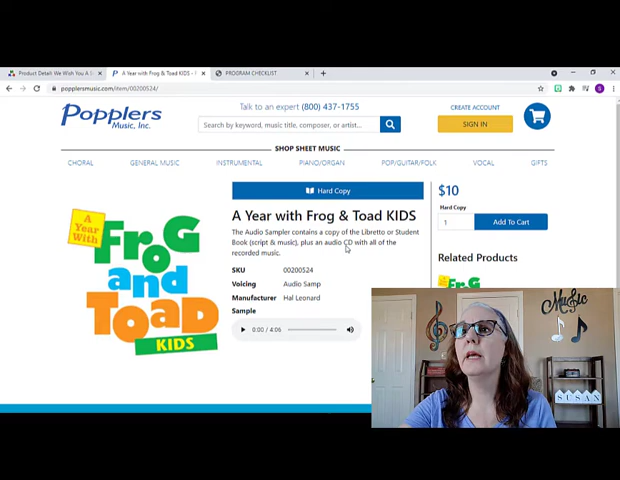 Product Detail: We Wish You A
A Year with Frog & Toad KIDS -
PROGRAM CHECKLIST
popplersmusic.com/item/00200524/
Popplers
Music, Inc.
Talk to an expert (800) 437-1755
Search by keyword, music title, composer, or artist...
CREATE ACCOUNT
SIGN IN
SHOP SHEET MUSIC
CHORAL GENERAL MUSIC INSTRUMENTAL PIANO/ORGAN POP/GUITAR/FOLK VOCAL GIFTS
Hard Copy
A Year with Frog & Toad KIDS
The Audio Sampler contains a copy of the Libretto or Student
Book (script & music), plus an audio CD with all of the
recorded music.
SKU 00200524
Voicing Audio Samp
Manufacturer Hal Leonard
Sample
0:00 / 4:06
$10
Hard Copy
1 Add To Cart
Related Products
A
Year
With
FroG
and
ToaD
KIDS
FroG
Music
SUSAN